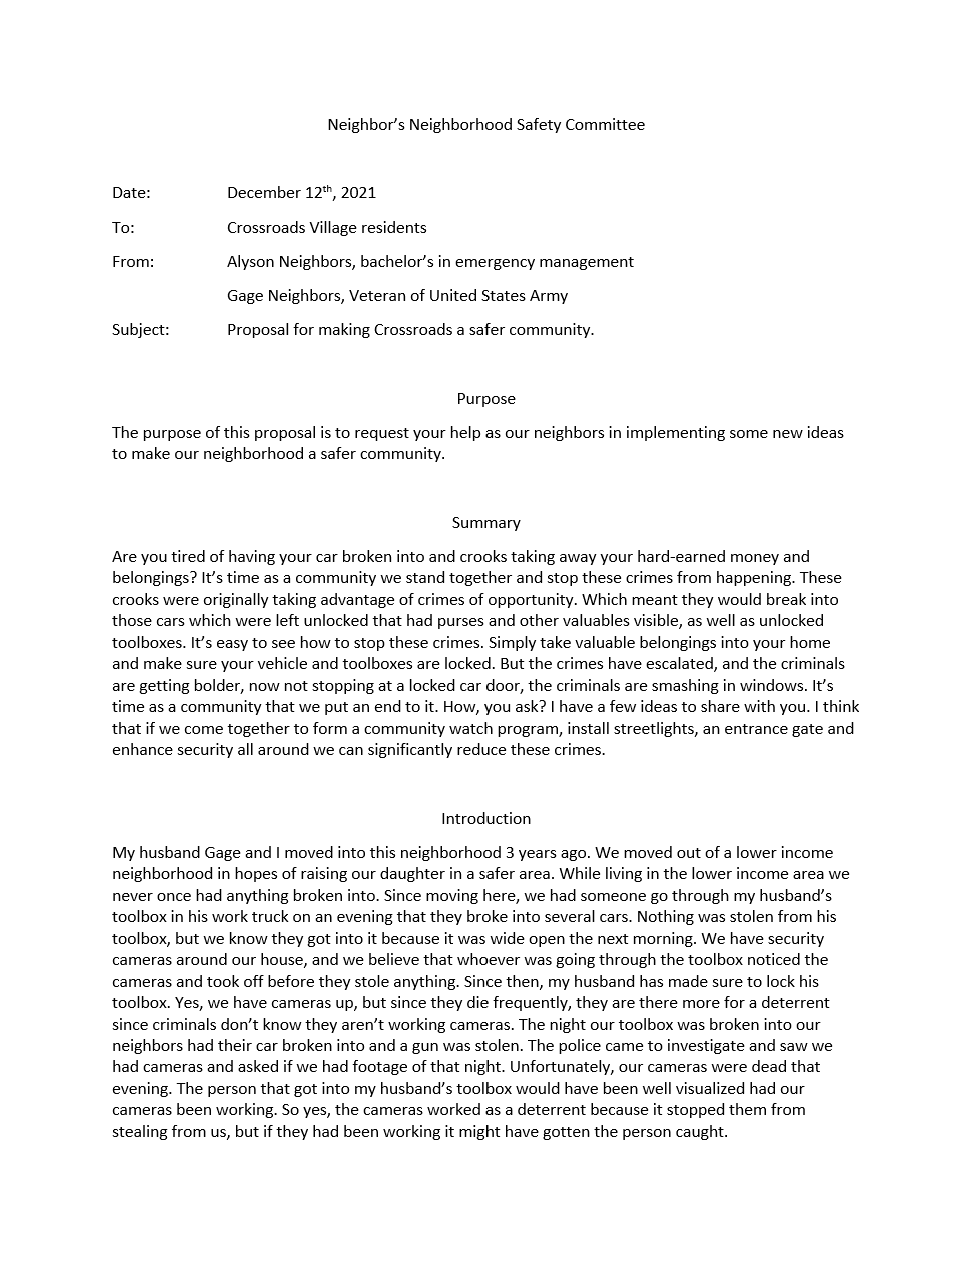 Neighbor’s Neighborhood Safety Committee
Date: December 12th, 2021
To: Crossroads Village residents
From: Alyson Neighbors, bachelor’s in emergency management
Gage Neighbors, Veteran of United States Army
Subject: Proposal for making Crossroads a safer community.
Purpose
The purpose of this proposal is to request your help as our neighbors in implementing some new ideas
to make our neighborhood a safer community.
Summary
Are you tired of having your car broken into and crooks taking away your hard-earned money and
belongings? It’s time as a community we stand together and stop these crimes from happening. These
crooks were originally taking advantage of crimes of opportunity. Which meant they would break into
those cars which were left unlocked that had purses and other valuables visible, as well as unlocked
toolboxes. It’s easy to see how to stop these crimes. Simply take valuable belongings into your home
and make sure your vehicle and toolboxes are locked. But the crimes have escalated, and the criminals
are getting bolder, now not stopping at a locked car door, the criminals are smashing in windows. It’s
time as a community that we put an end to it. How, you ask? I have a few ideas to share with you. I think
that if we come together to form a community watch program, install streetlights, an entrance gate and
enhance security all around we can significantly reduce these crimes.
Introduction
My husband Gage and I moved into this neighborhood 3 years ago. We moved out of a lower income
neighborhood in hopes of raising our daughter in a safer area. While living in the lower income area we
never once had anything broken into. Since moving here, we had someone go through my husband’s
toolbox in his work truck on an evening that they broke into several cars. Nothing was stolen from his
toolbox, but we know they got into it because it was wide open the next morning. We have security
cameras around our house, and we believe that whoever was going through the toolbox noticed the
cameras and took off before they stole anything. Since then, my husband has made sure to lock his
toolbox. Yes, we have cameras up, but since they die frequently, they are there more for a deterrent
since criminals don’t know they aren’t working cameras. The night our toolbox was broken into our
neighbors had their car broken into and a gun was stolen. The police came to investigate and saw we
had cameras and asked if we had footage of that night. Unfortunately, our cameras were dead that
evening. The person that got into my husband’s toolbox would have been well visualized had our
cameras been working. So yes, the cameras worked as a deterrent because it stopped them from
stealing from us, but if they had been working it might have gotten the person caught.